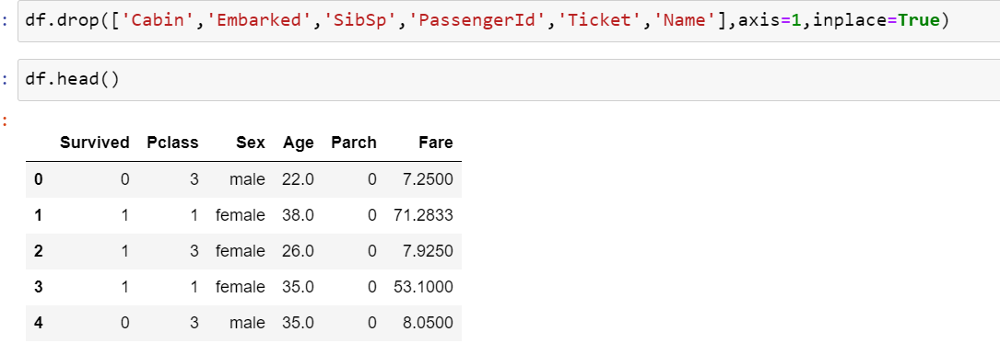 : df.drop(['Cabin','Embarked','SibSp','PassengerId','Ticket','Name'],axis=1,inplace=True)
: df.head()
:
Survived Pclass Sex Age Parch Fare
0 0 3 male 22.0 0 7.2500
1 1 1 female 38.0 0 71.2833
2 1 3 female 26.0 0 7.9250
3 1 1 female 35.0 0 53.1000
4 0 3 male 35.0 0 8.0500